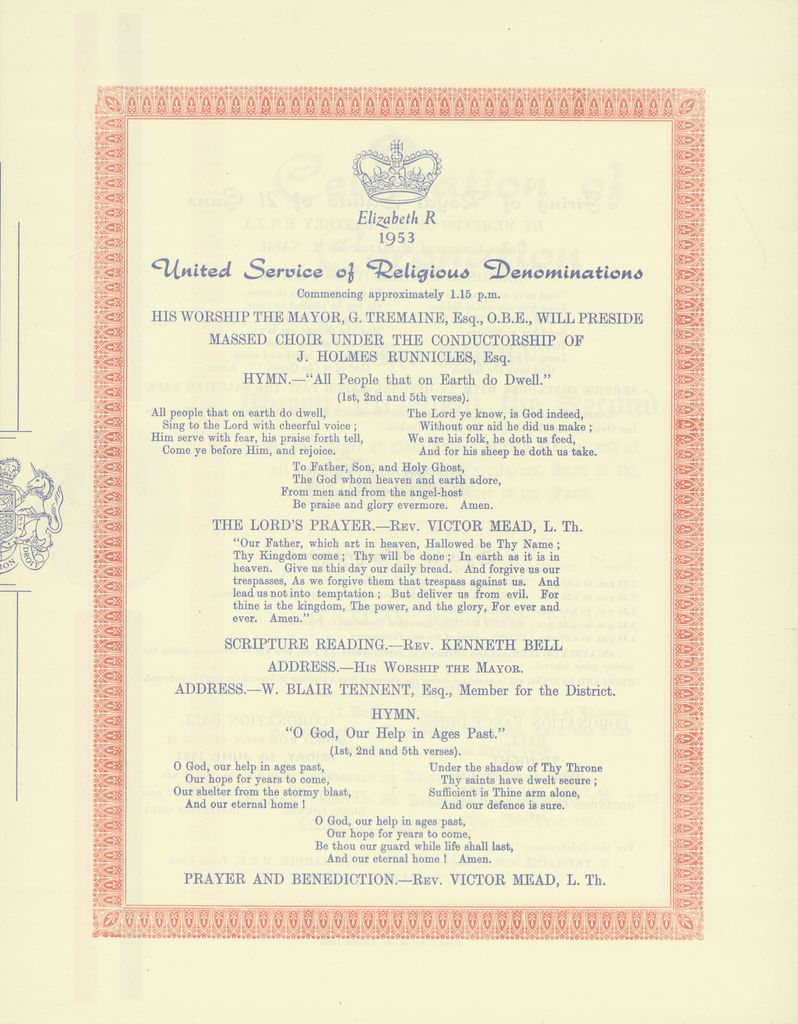 Elizabeth R
1953
United Service of Religious Denominations
Commencing approximately 1.15 p.m.
HIS WORSHIP THE MAYOR, G. TREMAINE, Esq., O.B.E., WILL PRESIDE
MASSED CHOIR UNDER THE CONDUCTORSHIP OF
J. HOLMES RUNNICLES, Esq.
HYMN.—"All People that on Earth do Dwell."
(1st, 2nd and 5th verses).
All people that on earth do dwell,
Sing to the Lord with cheerful voice ;
Him serve with fear, his praise forth tell,
Come ye before Him, and rejoice.
The Lord ye know, is God indeed,
Without our aid he did us make ;
We are his folk, he doth us feed,
And for his sheep he doth us take.
To Father, Son, and Holy Ghost,
The God whom heaven and earth adore,
From men and from the angel-host
Be praise and glory evermore. Amen.
THE LORD'S PRAYER.—Rev. VICTOR MEAD, L. Th.
"Our Father, which art in heaven, Hallowed be Thy Name ;
Thy Kingdom come ; Thy will be done ; In earth as it is in
heaven. Give us this day our daily bread. And forgive us our
trespasses, As we forgive them that trespass against us. And
lead us not into temptation ; But deliver us from evil. For
thine is the kingdom, The power, and the glory, For ever and
ever. Amen."
SCRIPTURE READING.—Rev. KENNETH BELL
ADDRESS.—His Worship the Mayor.
ADDRESS.—W. BLAIR TENNENT, Esq., Member for the District.
HYMN.
"O God, Our Help in Ages Past."
(1st, 2nd and 5th verses).
O God, our help in ages past,
Our hope for years to come,
Our shelter from the stormy blast,
And our eternal home !
Under the shadow of Thy Throne
Thy saints have dwelt secure ;
Sufficient is Thine arm alone,
And our defence is sure.
O God, our help in ages past,
Our hope for years to come,
Be thou our guard while life shall last,
And our eternal home ! Amen.
PRAYER AND BENEDICTION.—Rev. VICTOR MEAD, L. Th.